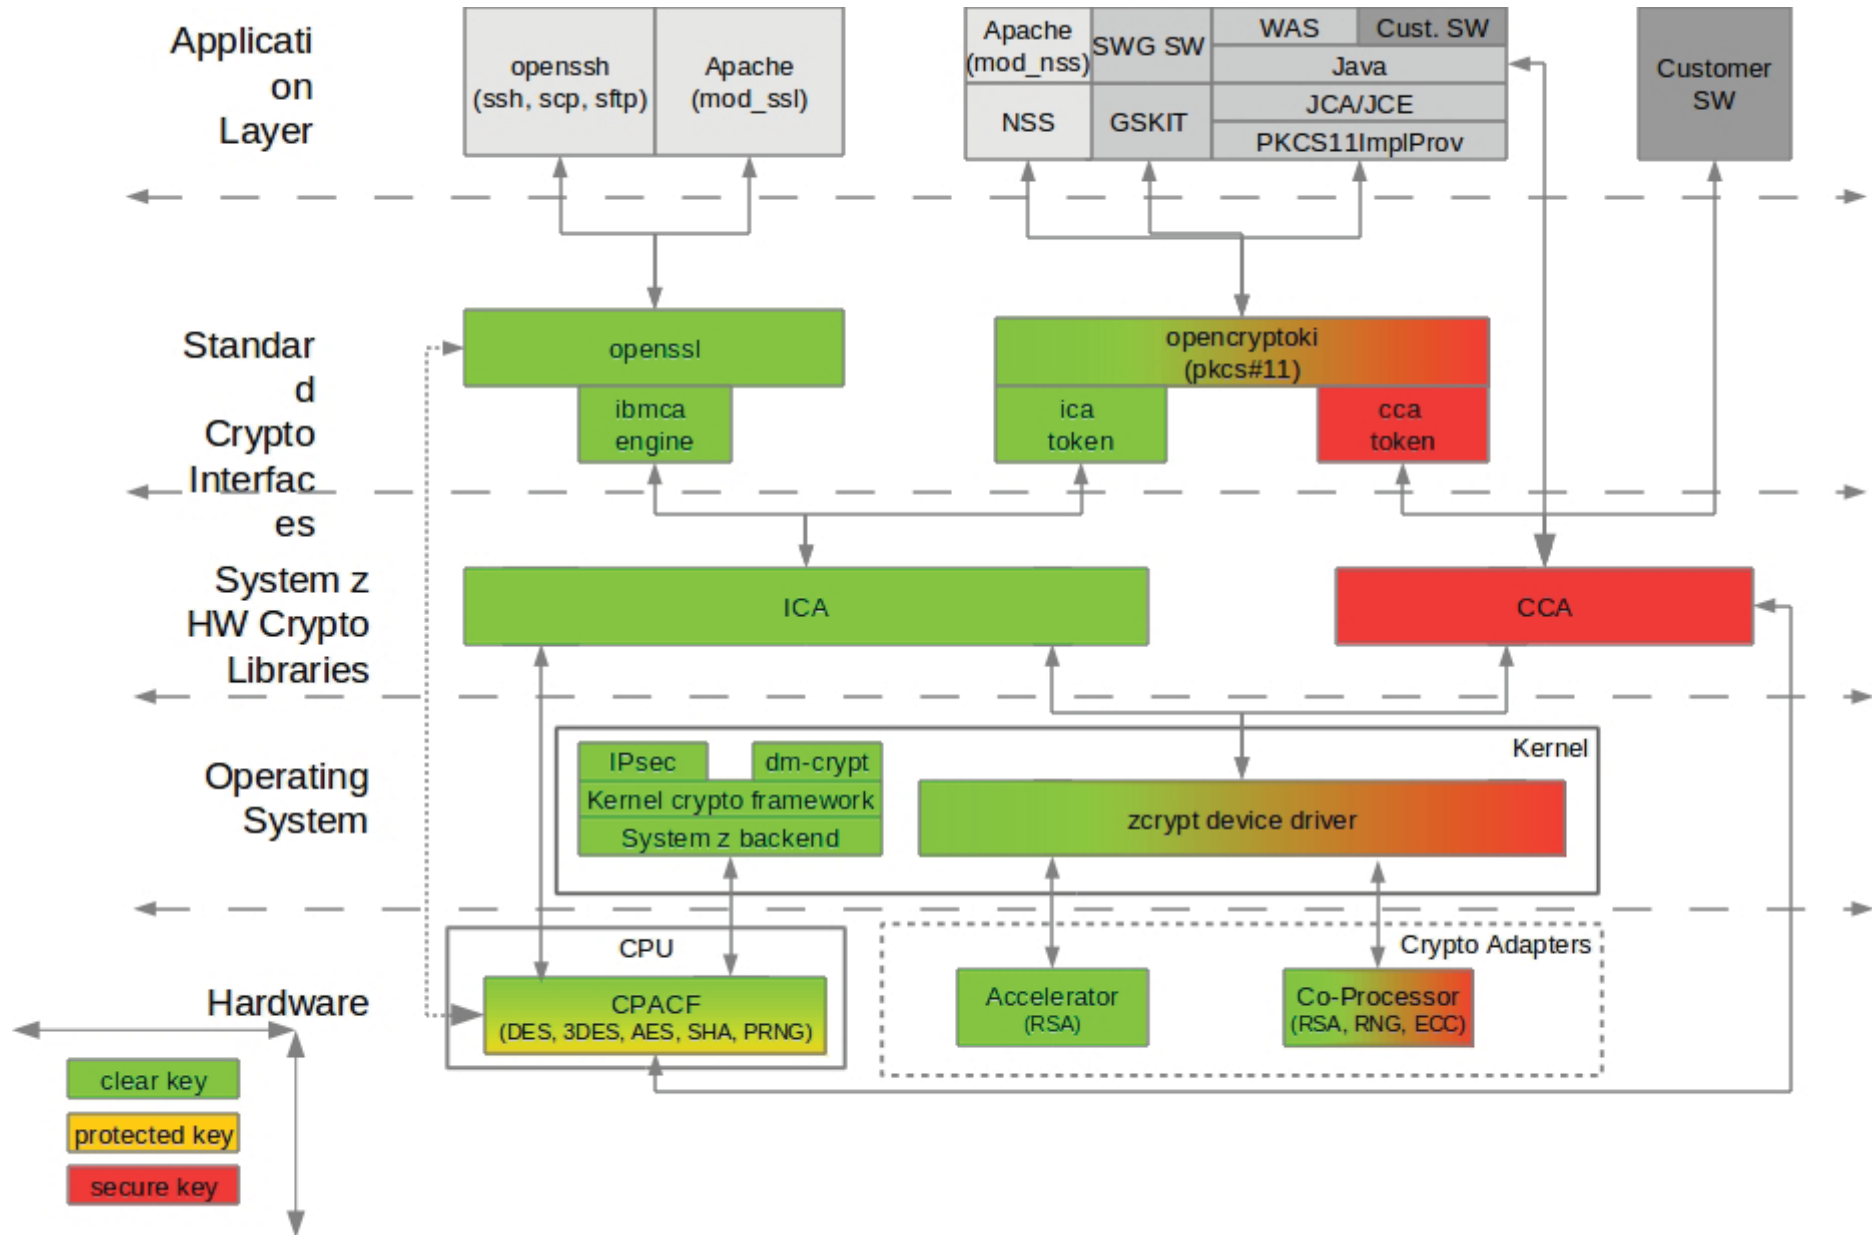 Applicati
on
Layer
openssh
(ssh, scp, sftp)
Apache
(mod_ssl)
Apache
(mod_nss)
NSS
SWG SW
GSKIT
WAS
Cust. SW
Java
JCA/JCE
PKCS11ImplProv
Customer
SW
Standar
d
Crypto
Interfac
es
openssl
ibmca
engine
opencryptoki
(pkcs#11)
ica
token
cca
token
System z
HW Crypto
Libraries
ICA
CCA
Operating
System
Kernel
IPsec
dm-crypt
Kernel crypto framework
System z backend
zcrypt device driver
Hardware
CPU
CPACF
(DES, 3DES, AES, SHA, PRNG)
Crypto Adapters
Accelerator
(RSA)
Co-Processor
(RSA, RNG, ECC)
clear key
protected key
secure key